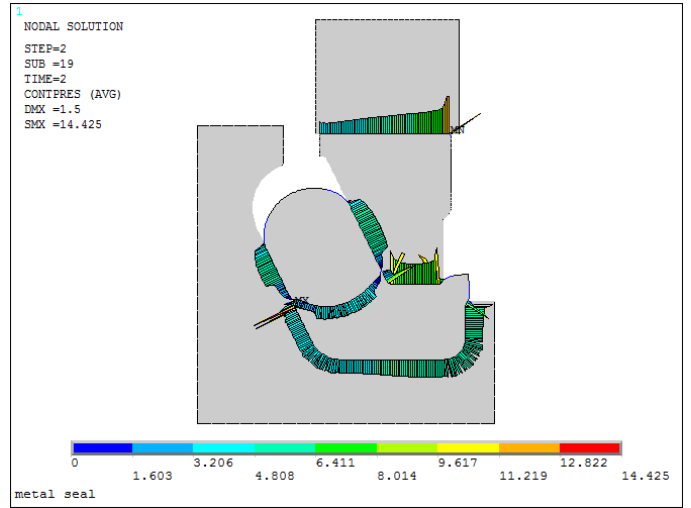 1
NODAL SOLUTION
STEP=2
SUB =19
TIME=2
CONTPRES (AVG)
DMX =1.5
SMX =14.425
MN
MX
0 3.206 6.411 9.617 12.822
1.603 4.808 8.014 11.219 14.425
metal seal